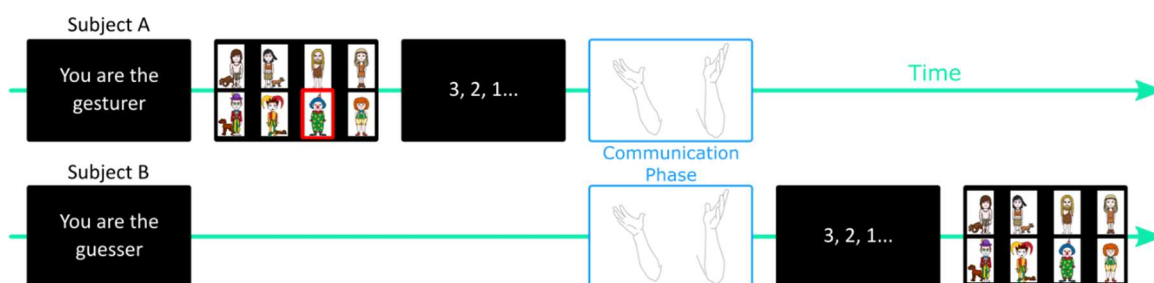 Subject A
You are the
gesturer
3, 2, 1...
Time
Communication
Phase
Subject B
You are the
guesser
3, 2, 1...